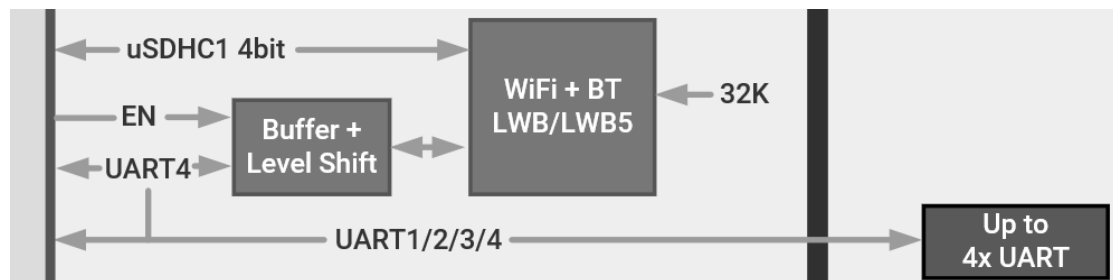 uSDHC1 4bit
WiFi + BT
LWB/LWB5
32K
EN
Buffer +
Level Shift
UART4
UART1/2/3/4
Up to
4x UART